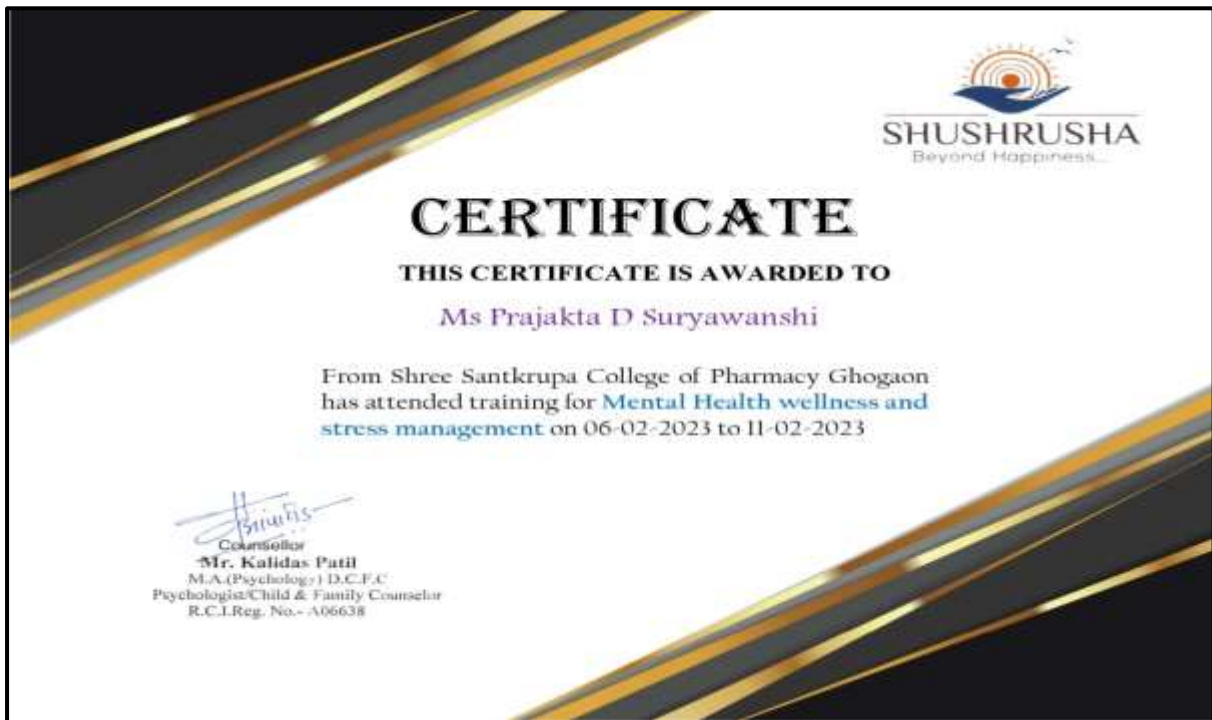 SHUSHRUSHA
Beyond Happiness...
CERTIFICATE
THIS CERTIFICATE IS AWARDED TO
Ms Prajakta D Suryawanshi
From Shree Santkrupa College of Pharmacy Ghogaon
has attended training for Mental Health wellness and
stress management on 06-02-2023 to 11-02-2023
Counsellor
Mr. Kalidas Patil
M.A.(Psychology) D.C.F.C
Psychologist/Child & Family Counselor
R.C.I.Reg. No.- A06638